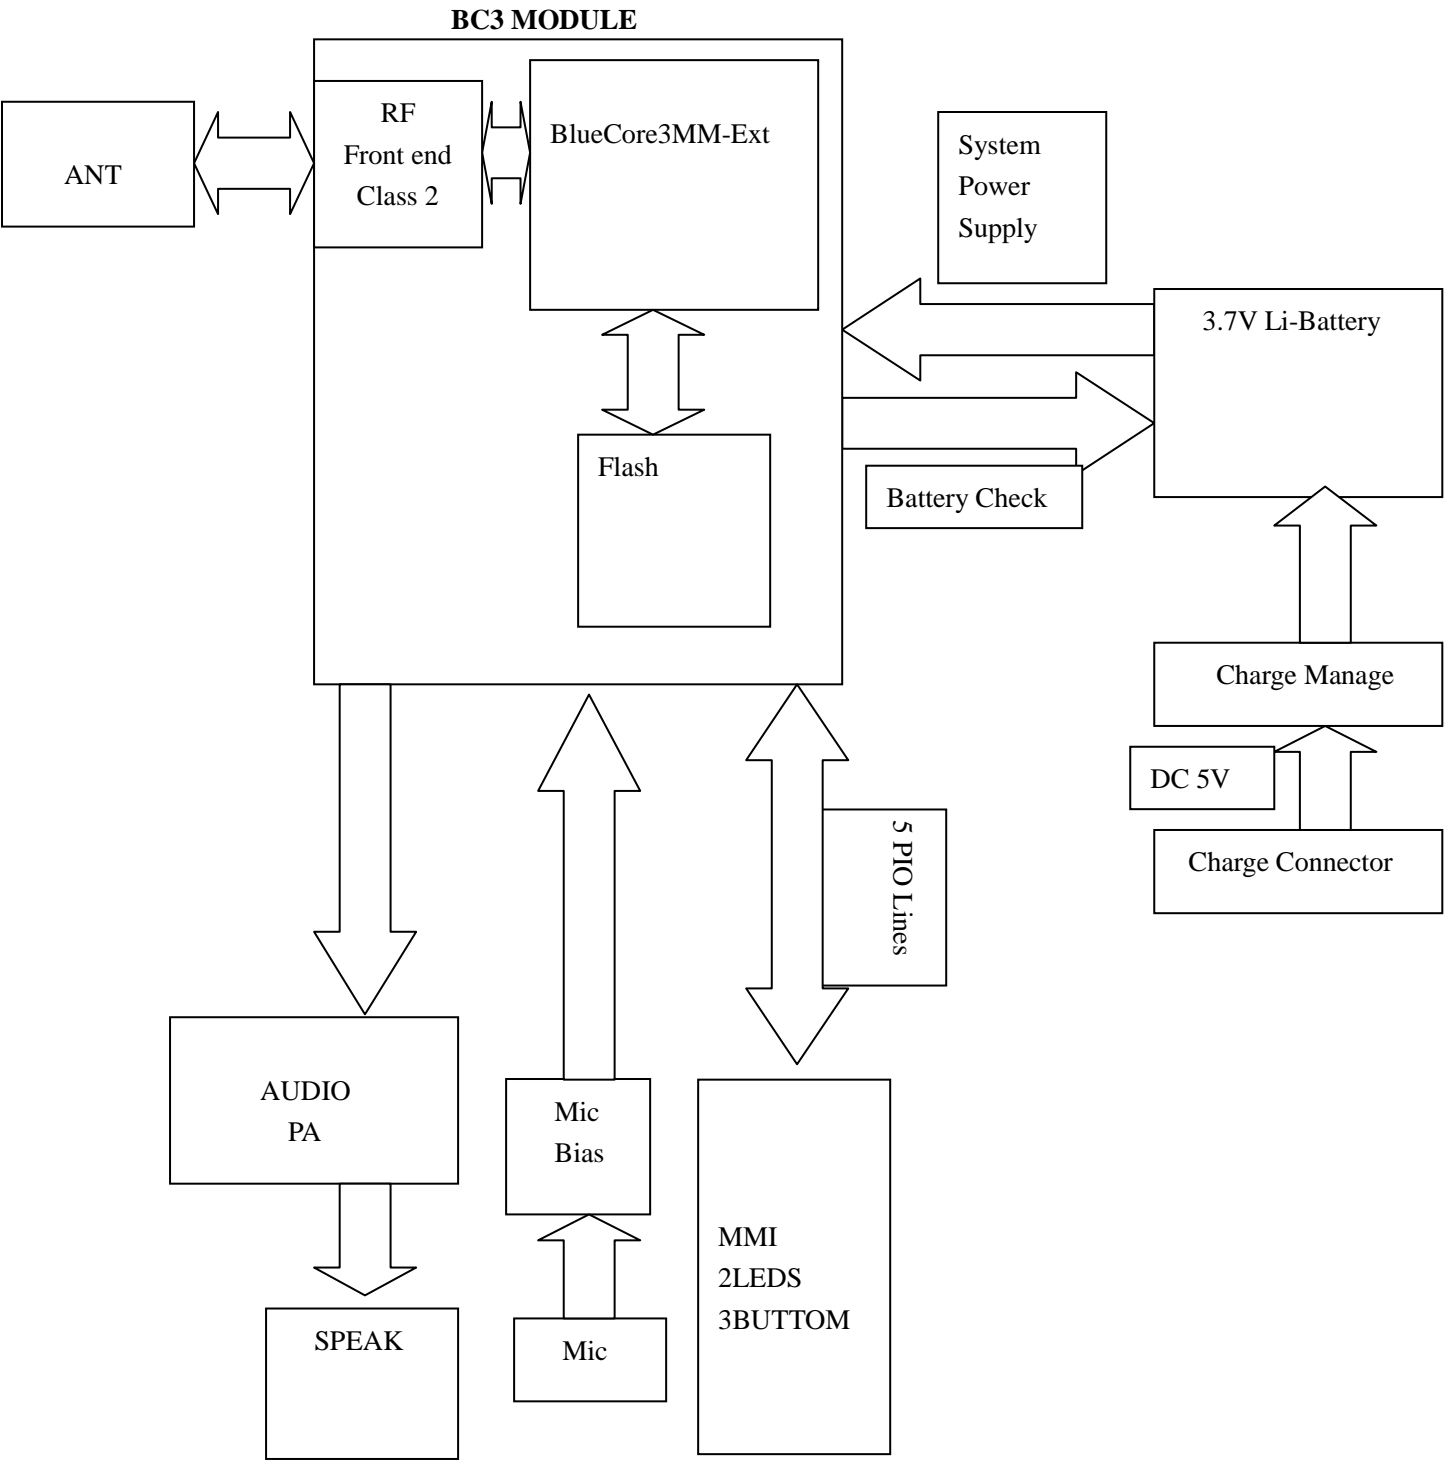 BC3 MODULE
RF
Front end
Class 2
BlueCore3MM-Ext
ANT
System
Power
Supply
3.7V Li-Battery
Flash
Battery Check
Charge Manage
DC 5V
Charge Connector
5 PIO Lines
AUDIO
PA
Mic
Bias
MMI
2LEDS
3BUTTOM
SPEAK
Mic